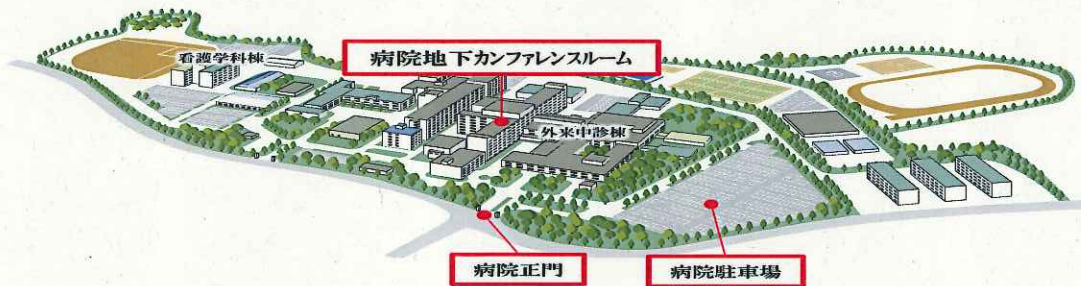 看護学科棟
病院地下カンファレンスルーム
外来中診棟
病院正門
病院駐車場